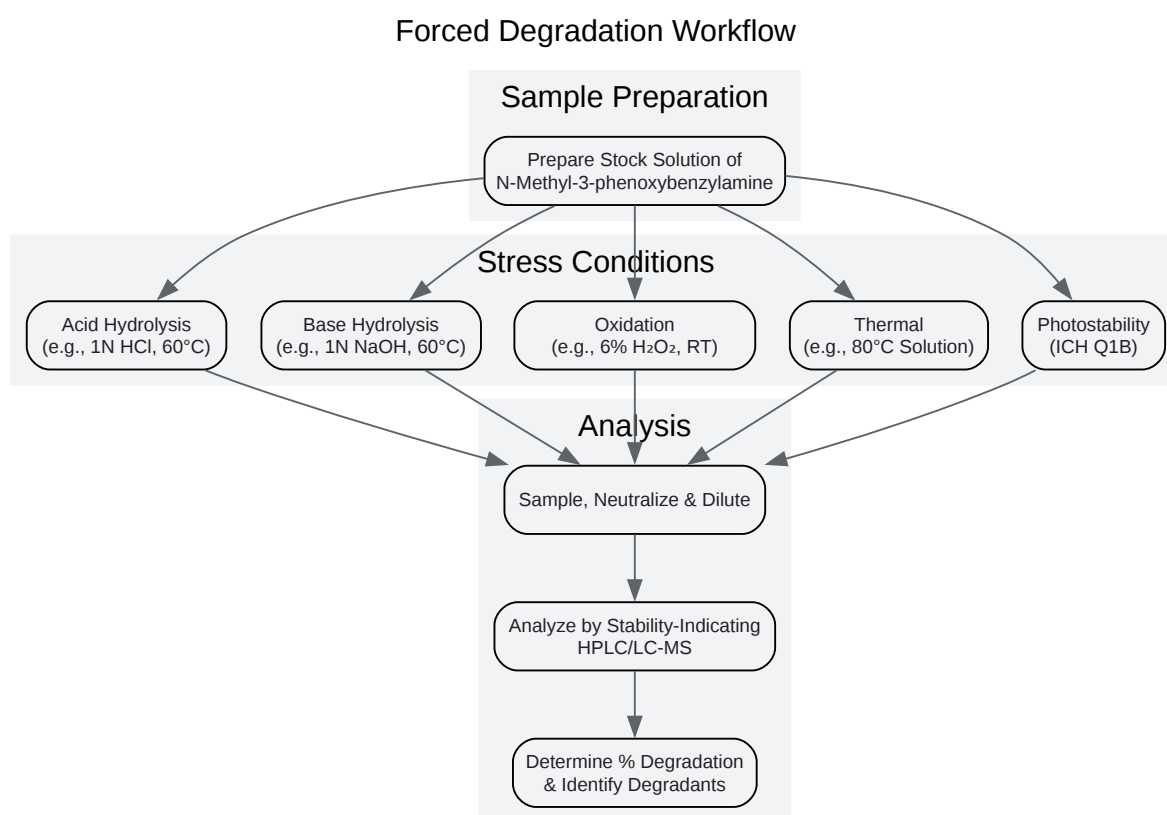 Forced Degradation Workflow
Sample Preparation
Prepare Stock Solution of
N-Methyl-3-phenoxybenzylamine
Stress Conditions
Acid Hydrolysis
(e.g., 1N HCl, 60°C)
Base Hydrolysis
(e.g., 1N NaOH, 60°C)
Oxidation
(e.g., 6% H₂O₂, RT)
Thermal
(e.g., 80°C Solution)
Photostability
(ICH Q1B)
Analysis
Sample, Neutralize & Dilute
Analyze by Stability-Indicating
HPLC/LC-MS
Determine % Degradation
& Identify Degradants